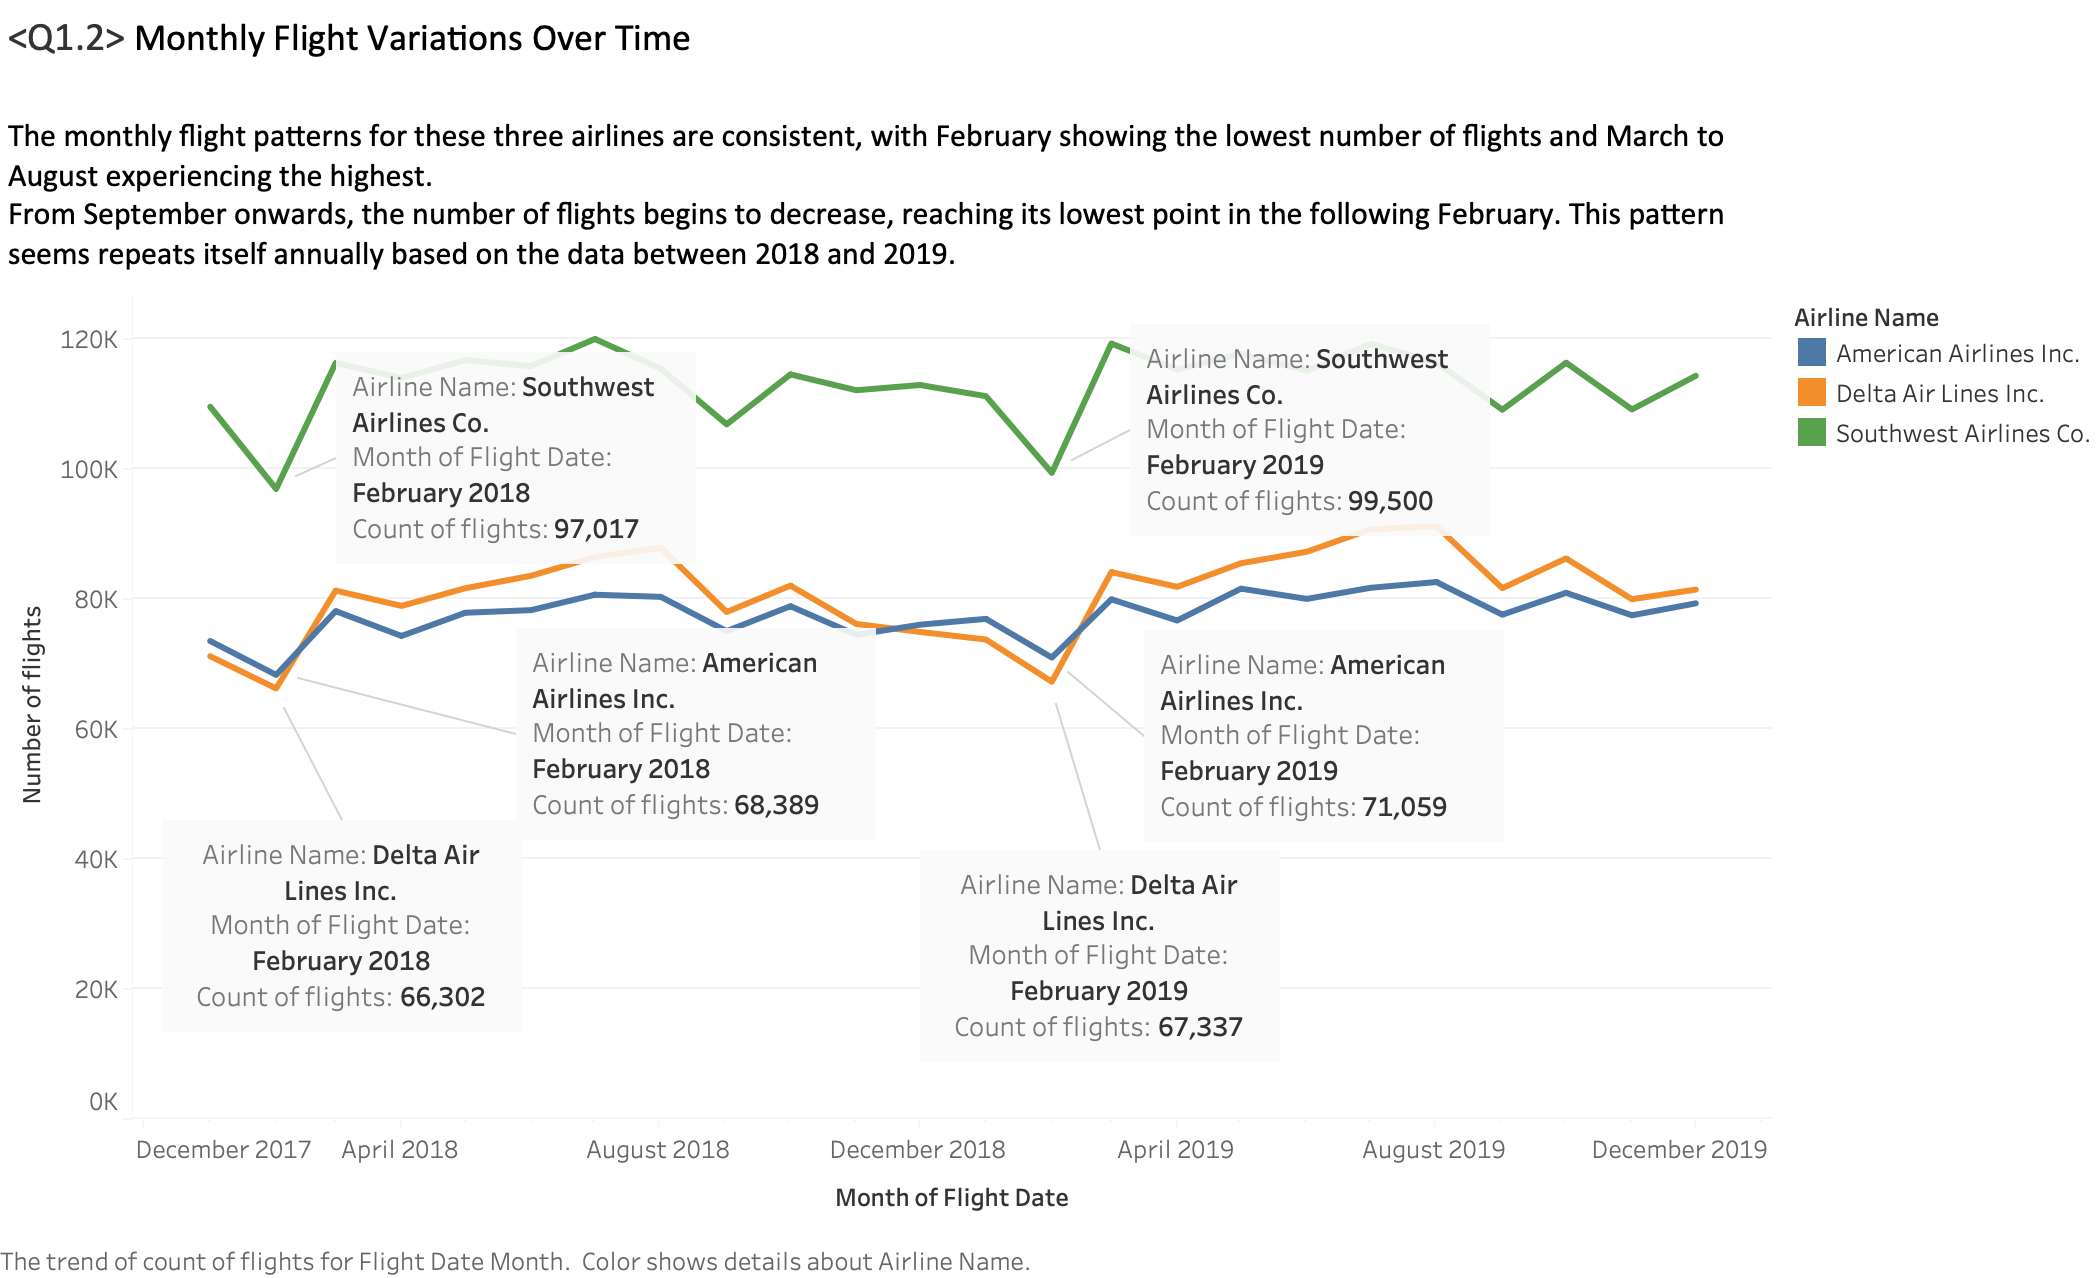 <Q1.2> Monthly Flight Variations Over Time
The monthly flight patterns for these three airlines are consistent, with February showing the lowest number of flights and March to
August experiencing the highest.
From September onwards, the number of flights begins to decrease, reaching its lowest point in the following February. This pattern
seems repeats itself annually based on the data between 2018 and 2019.
Airline Name
American Airlines Inc.
Delta Air Lines Inc.
Southwest Airlines Co.
Number of flights
120K
100K
80K
60K
40K
20K
0K
Airline Name: Southwest
Airlines Co.
Month of Flight Date:
February 2018
Count of flights: 97,017
Airline Name: Southwest
Airlines Co.
Month of Flight Date:
February 2019
Count of flights: 99,500
Airline Name: American
Airlines Inc.
Month of Flight Date:
February 2018
Count of flights: 68,389
Airline Name: American
Airlines Inc.
Month of Flight Date:
February 2019
Count of flights: 71,059
Airline Name: Delta Air
Lines Inc.
Month of Flight Date:
February 2018
Count of flights: 66,302
Airline Name: Delta Air
Lines Inc.
Month of Flight Date:
February 2019
Count of flights: 67,337
December 2017 April 2018 August 2018 December 2018 April 2019 August 2019 December 2019
Month of Flight Date
The trend of count of flights for Flight Date Month. Color shows details about Airline Name.